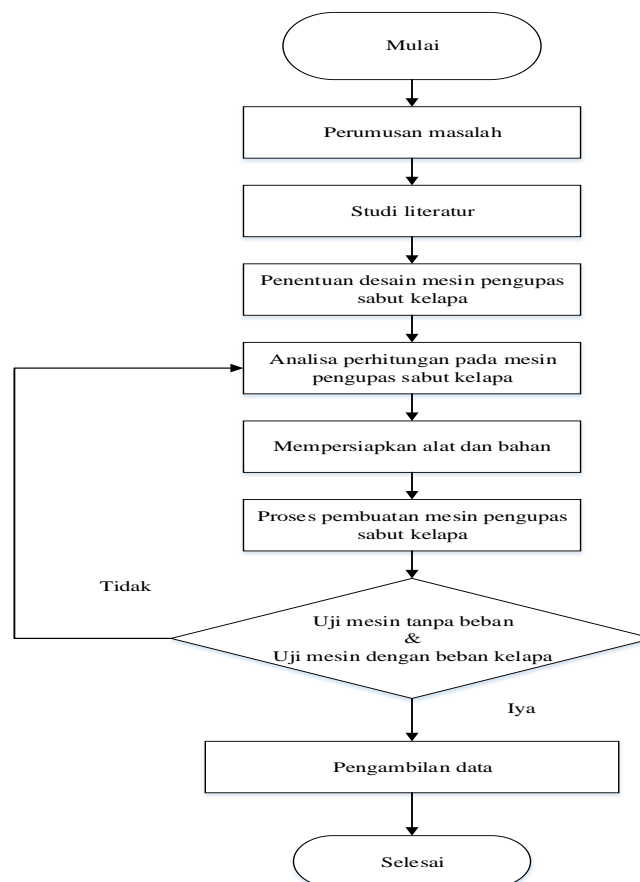 Mulai
Perumusan masalah
Studi literatur
Penentuan desain mesin pengupas
sabut kelapa
Analisa perhitungan pada mesin
pengupas sabut kelapa
Mempersiapkan alat dan bahan
Proses pembuatan mesin pengupas
sabut kelapa
Tidak
Uji mesin tanpa beban
&
Uji mesin dengan beban kelapa
Iya
Pengambilan data
Selesai